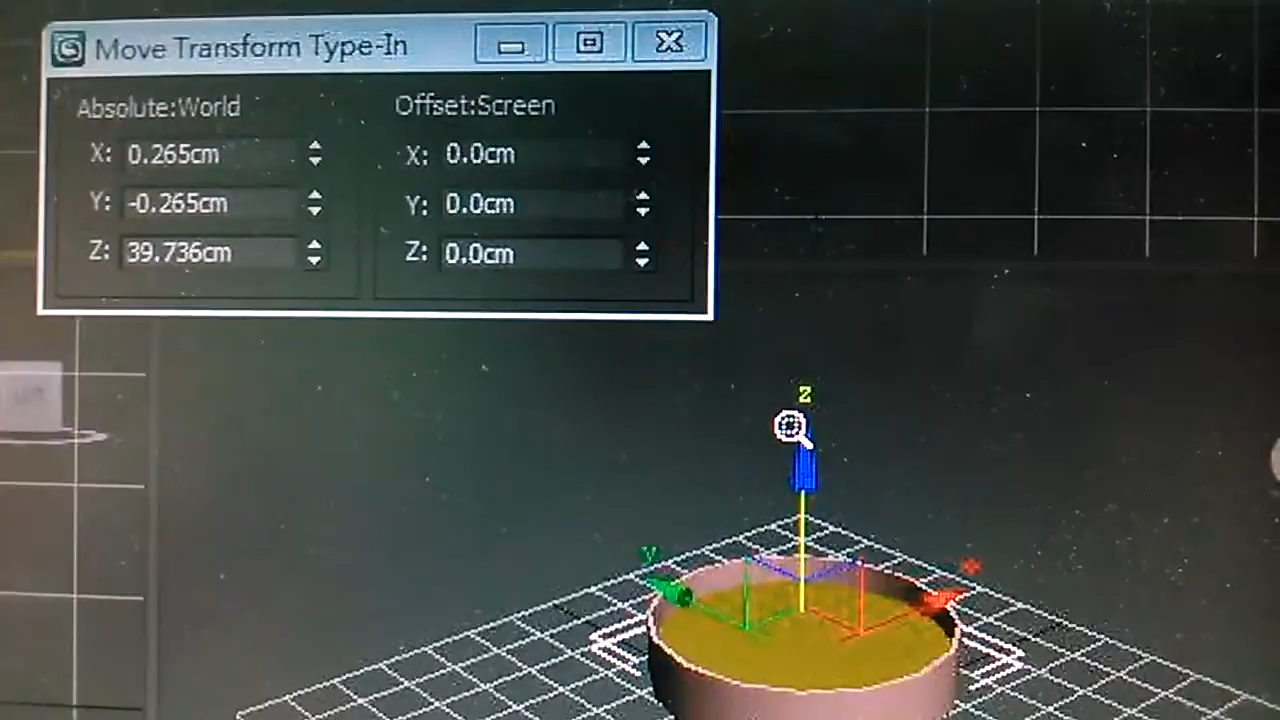 Move Transform Type-In
Absolute:World
Offset:Screen
X: 0.265cm
X: 0.0cm
Y: -0.265cm
Y: 0.0cm
Z: 39.736cm
Z: 0.0cm
Z
Y